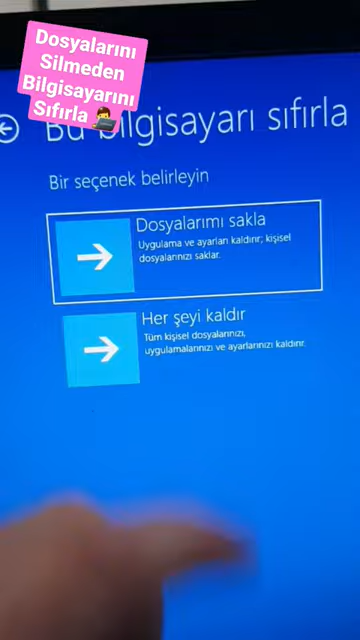 Dosyalarını
Silmeden
Bilgisayarını
Sıfırla
Bu bilgisayarı sıfırla
Bir seçenek belirleyin
Dosyalarımı sakla
Uygulama ve ayarları kaldırır; kişisel
dosyalarınızı saklar.
Her şeyi kaldır
Tüm kişisel dosyalarınızı,
uygulamalarınızı ve ayarlarınızı kaldırır.